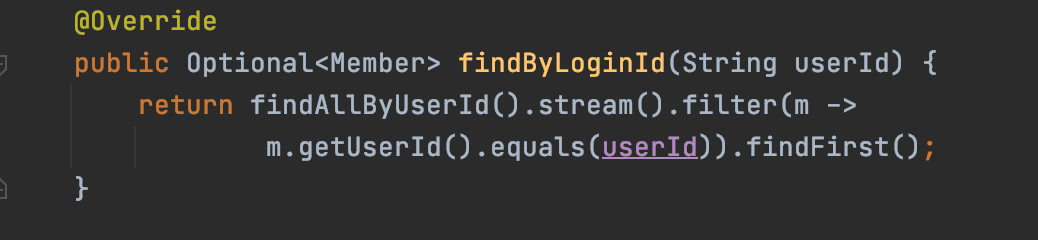 @Override
public Optional<Member> findByLoginId(String userId) {
return findAllByUserId().stream().filter(m ->
m.getUserId().equals(userId)).findFirst();
}